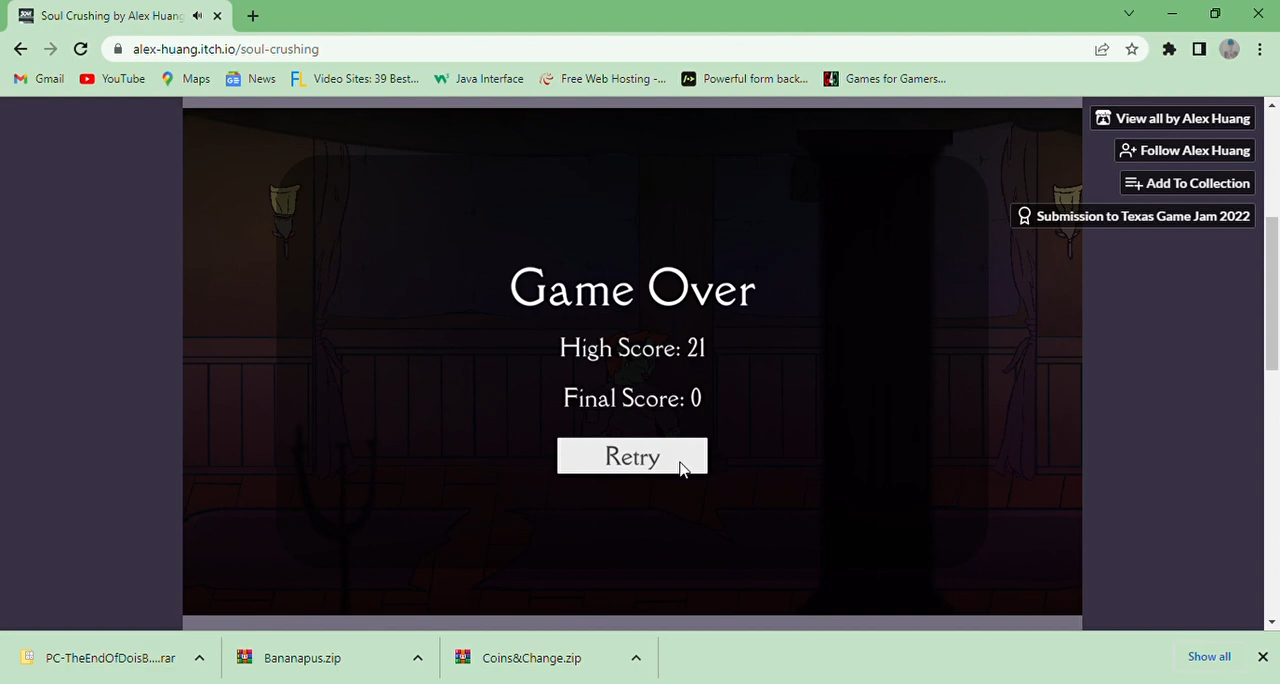 Soul Crushing by Alex Huang
alex-huang.itch.io/soul-crushing
Gmail YouTube Maps News Video Sites: 39 Best... Java Interface Free Web Hosting -... Powerful form back... Games for Gamers...
View all by Alex Huang
Follow Alex Huang
Add To Collection
Submission to Texas Game Jam 2022
Game Over
High Score: 21
Final Score: 0
Retry
PC-TheEndOfDoisB....rar Bananapus.zip Coins&Change.zip Show all